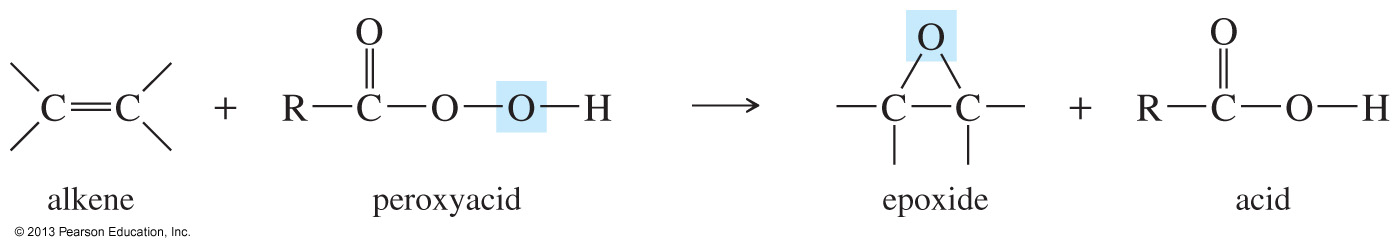 O O O
C C + R C O O H C C + R C O H
alkene peroxyacid epoxide acid
© 2013 Pearson Education, Inc.